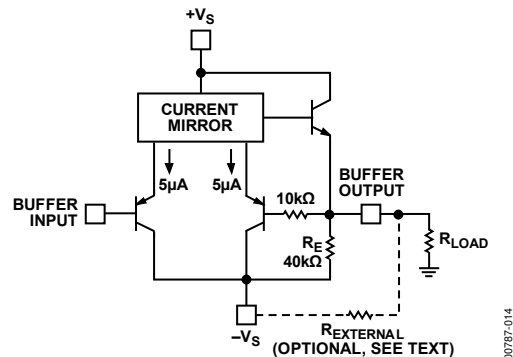 +VS
CURRENT
MIRROR
5µA
5µA
BUFFER
INPUT
10kΩ
BUFFER
OUTPUT
RE
40kΩ
RLOAD
–VS
REXTERNAL
(OPTIONAL, SEE TEXT)
00787-014